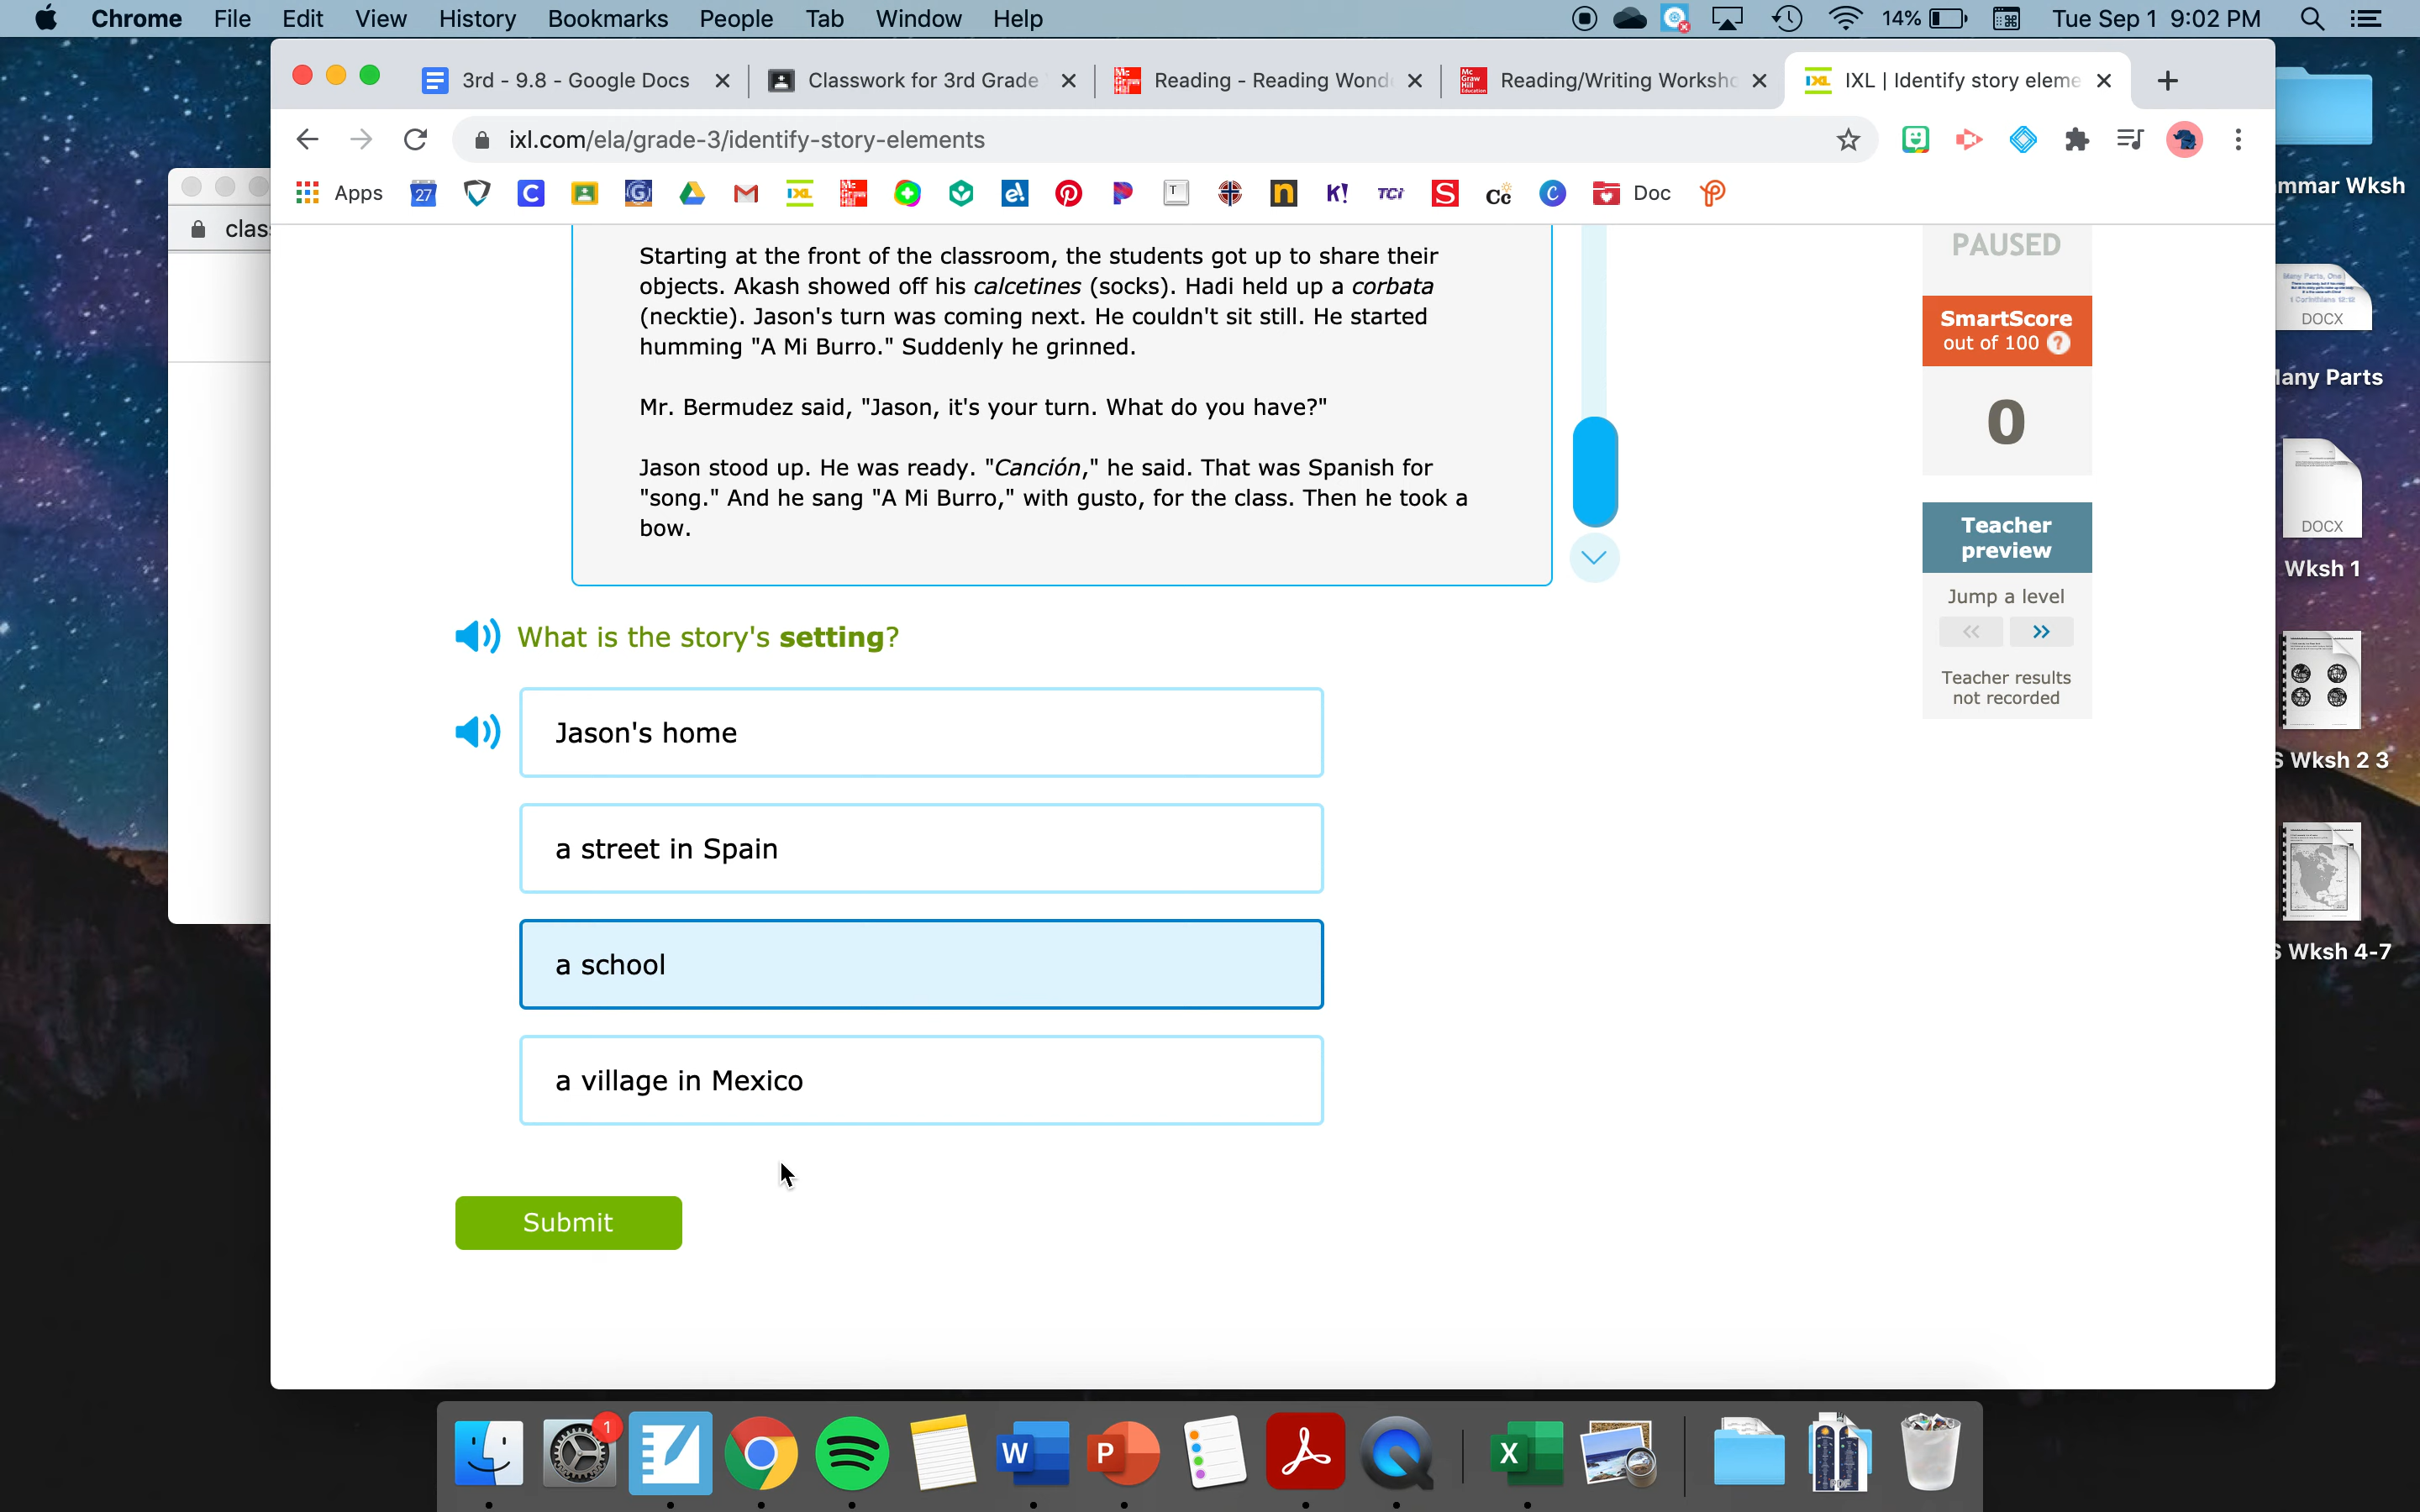 Chrome File Edit View History Bookmarks People Tab Window Help 14% Tue Sep 1 9:02 PM
3rd - 9.8 - Google Docs Classwork for 3rd Grade Reading - Reading Wond Reading/Writing Worksho IXL | Identify story eleme
ixl.com/ela/grade-3/identify-story-elements
Apps 27 Doc
clas
mmar Wksh
Starting at the front of the classroom, the students got up to share their
objects. Akash showed off his calcetines (socks). Hadi held up a corbata
(necktie). Jason's turn was coming next. He couldn't sit still. He started
humming "A Mi Burro." Suddenly he grinned.
Mr. Bermudez said, "Jason, it's your turn. What do you have?"
Jason stood up. He was ready. "Canción," he said. That was Spanish for
"song." And he sang "A Mi Burro," with gusto, for the class. Then he took a
bow.
PAUSED
SmartScore
out of 100 ?
0
Teacher
preview
Jump a level
Teacher results
not recorded
What is the story's setting?
Jason's home
a street in Spain
a school
a village in Mexico
Submit
DOCX
any Parts
DOCX
Wksh 1
S Wksh 2 3
S Wksh 4-7
1